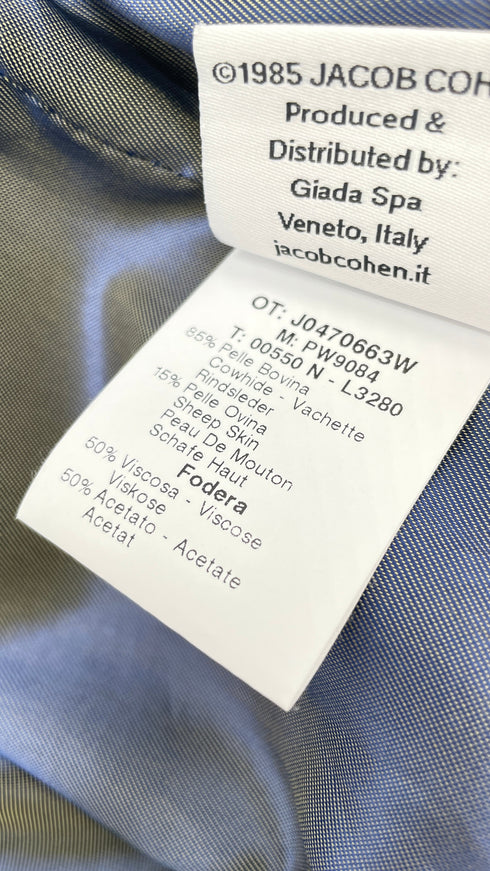 ©1985 JACOB COH
Produced &
Distributed by:
Giada Spa
Veneto, Italy
jacobcohen.it
OT: J0470663W
M: PW9084
T: 00550 N - L3280
85% Pelle Bovina
Cowhide - Vachette
Rindsleder
15% Pelle Ovina
Sheep Skin
Peau De Mouton
Schafe Haut
Fodera
50% Viscosa - Viscose
Viskose
50% Acetato - Acetate
Acetat